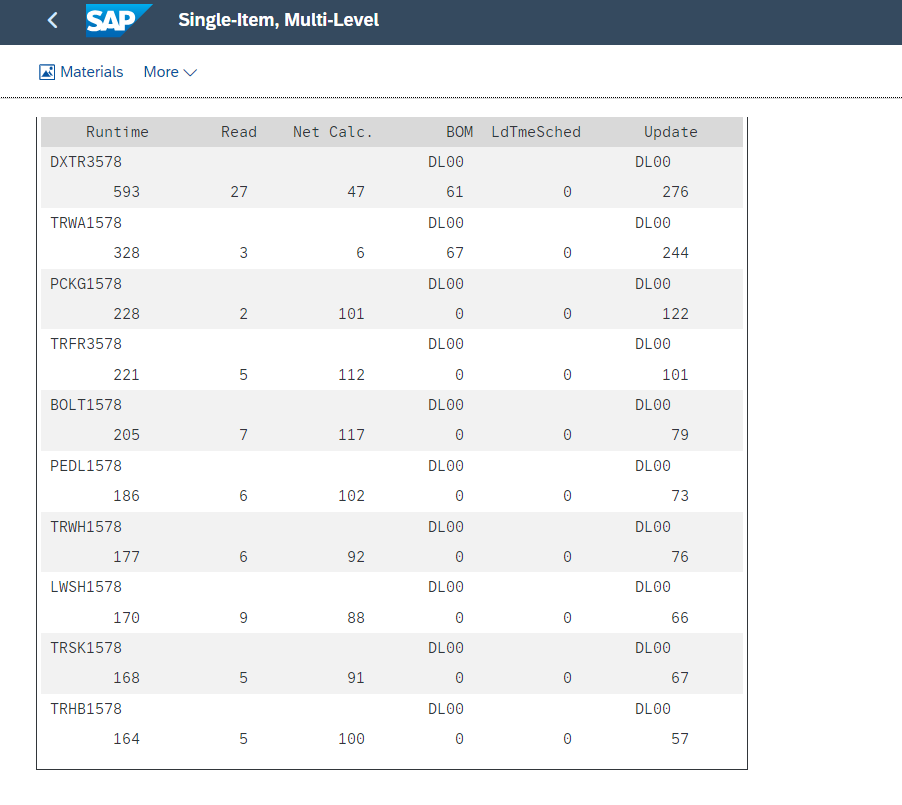 SAP Single-Item, Multi-Level
Materials More
Runtime Read Net Calc. BOM LdTmeSched Update
DXTR3578 DL00 DL00
593 27 47 61 0 276
TRWA1578 DL00 DL00
328 3 6 67 0 244
PCKG1578 DL00 DL00
228 2 101 0 0 122
TRFR3578 DL00 DL00
221 5 112 0 0 101
BOLT1578 DL00 DL00
205 7 117 0 0 79
PEDL1578 DL00 DL00
186 6 102 0 0 73
TRWH1578 DL00 DL00
177 6 92 0 0 76
LWSH1578 DL00 DL00
170 9 88 0 0 66
TRSK1578 DL00 DL00
168 5 91 0 0 67
TRHB1578 DL00 DL00
164 5 100 0 0 57